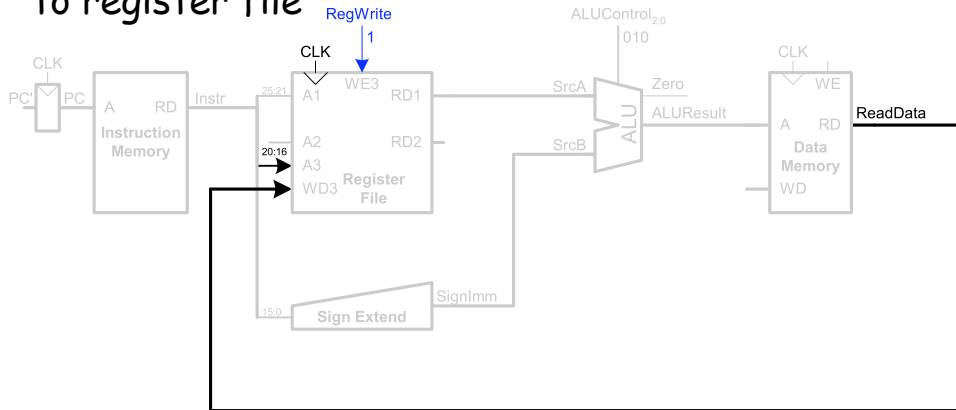 to register file
RegWrite
1
ALUControl2:0
010
CLK
CLK
CLK
PC'
PC
A
RD
Instruction
Memory
Instr
25:21
A1
WE3
RD1
A2
RD2
20:16
A3
WD3
Register
File
SrcA
SrcB
ALU
Zero
ALUResult
WE
A
RD
Data
Memory
WD
ReadData
15:0
Sign Extend
SignImm